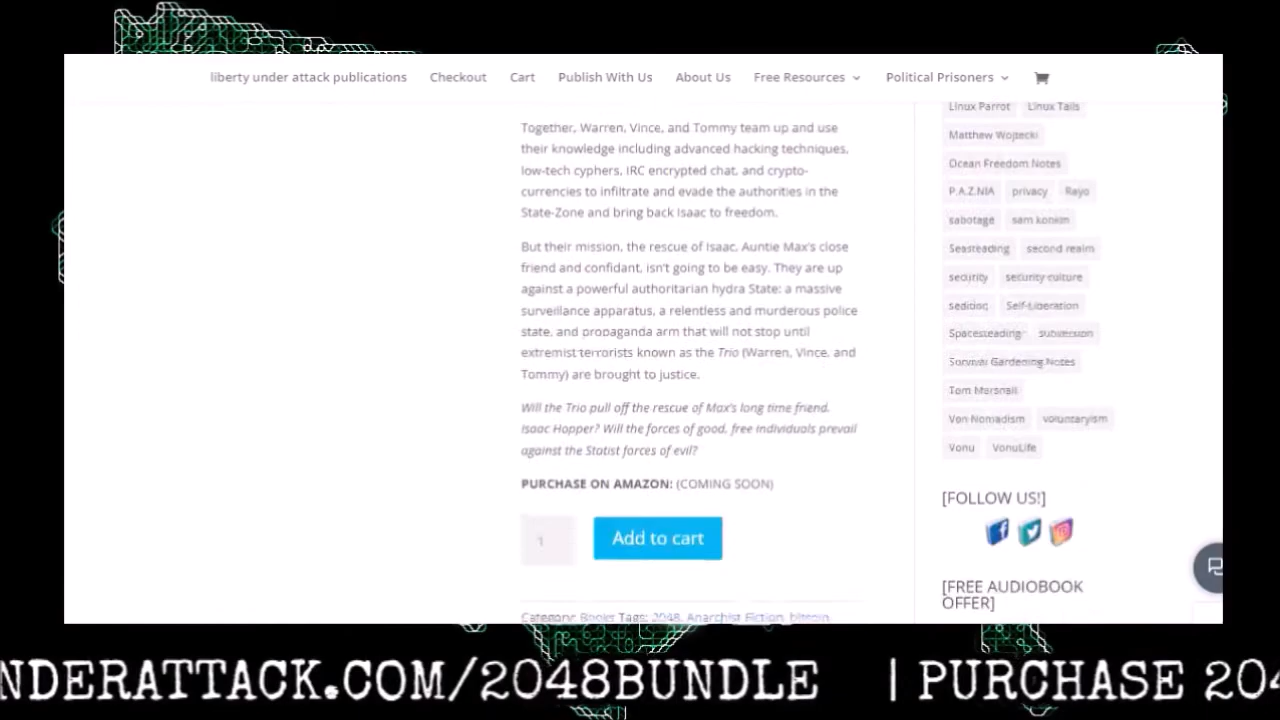 liberty under attack publications Checkout Cart Publish With Us About Us Free Resources Political Prisoners
Together, Warren, Vince, and Tommy team up and use
their knowledge including advanced hacking techniques,
low-tech cyphers, IRC encrypted chat, and crypto-
currencies to infiltrate and evade the authorities in the
State-Zone and bring back Isaac to freedom.
But their mission, the rescue of Isaac, Auntie Max's close
friend and confidant, isn't going to be easy. They are up
against a powerful authoritarian hydra State: a massive
surveillance apparatus, a relentless and murderous police
state, and propaganda arm that will not stop until
extremist terrorists known as the Trio (Warren, Vince, and
Tommy) are brought to justice.
Will the Trio pull off the rescue of Max's long time friend,
Isaac Hopper? Will the forces of good, free individuals prevail
against the Statist forces of evil?
PURCHASE ON AMAZON: (COMING SOON)
1
Add to cart
Category: Books Tags: 2048, Anarchist Fiction, bitcoin
Linux Parrot Linux Tails
Matthew Wojtecki
Ocean Freedom Notes
P.A.Z.NIA privacy Rayo
sabotage sam konkin
Seasteading second realm
security security culture
sedition Self-Liberation
Spacesteading subversion
Survival Gardening Notes
Tom Marshall
Von Nomadism voluntaryism
Vonu VonuLife
[FOLLOW US!]
[FREE AUDIOBOOK
OFFER]
NDERATTACK.COM/2048BUNDLE | PURCHASE 204